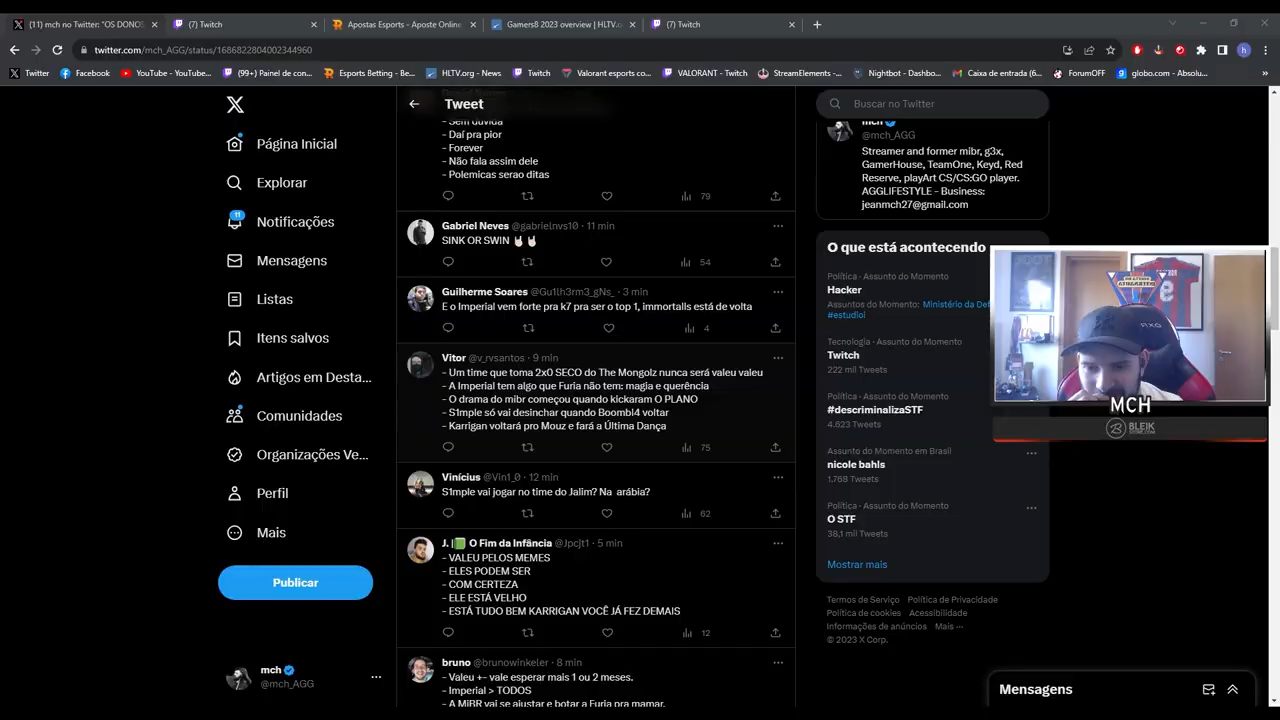 (11) mch no Twitter: "OS DONOS
Twitch
Apostas Esports - Aposte Online
Gamers8 2023 overview | HLTV.o
Twitch
twitter.com/mch_AGG/status/1686822804002344960
Twitter
Facebook
YouTube - YouTube...
(99+) Painel de con...
Esports Betting - Be...
HLTV.org - News
Twitch
Valorant esports co...
VALORANT - Twitch
StreamElements -...
Nightbot - Dashbo...
Caixa de entrada (6...
ForumOFF
globo.com - Absolu...
Página Inicial
Explorar
11
Notificações
Mensagens
Listas
Itens salvos
Artigos em Desta...
Comunidades
Organizações Ve...
Perfil
Mais
Publicar
mch
@mch_AGG
Tweet
- Sem duvida
- Daí pra pior
- Forever
- Não fala assim dele
- Polemicas serao ditas
79
Gabriel Neves @gabrielnvs10 · 11 min
SINK OR SWIN 🤘🤘
54
Guilherme Soares @Gu1lh3rm3_gNs_ · 3 min
E o Imperial vem forte pra k7 pra ser o top 1, immortalls está de volta
4
Vitor @v_rvsantos · 9 min
- Um time que toma 2x0 SECO do The Mongolz nunca será valeu valeu
- A Imperial tem algo que Furia não tem: magia e querência
- O drama do mibr começou quando kickaram O PLANO
- S1mple só vai desinchar quando Boombl4 voltar
- Karrigan voltará pro Mouz e fará a Última Dança
75
Vinícius @Vin1_0 · 12 min
S1mple vai jogar no time do Jalim? Na arábia?
62
J. |📗 O Fim da Infância @Jpcjt1 · 5 min
- VALEU PELOS MEMES
- ELES PODEM SER
- COM CERTEZA
- ELE ESTÁ VELHO
- ESTÁ TUDO BEM KARRIGAN VOCÊ JÁ FEZ DEMAIS
12
bruno @brunowinkeler · 8 min
- Valeu +- vale esperar mais 1 ou 2 meses.
- Imperial > TODOS
- A MiBR vai se ajustar e botar a Furia pra mamar.
Buscar no Twitter
mch
@mch_AGG
Streamer and former mibr, g3x,
GamerHouse, TeamOne, Keyd, Red
Reserve, playArt CS/CS:GO player.
AGGLIFESTYLE - Business:
jeanmch27@gmail.com
O que está acontecendo
Política · Assunto do Momento
Hacker
Assuntos do Momento: Ministério da Def
#estudioI
Tecnologia · Assunto do Momento
Twitch
222 mil Tweets
Política · Assunto do Momento
#descriminalizaSTF
4.623 Tweets
Assunto do Momento em Brasil
nicole bahls
1.768 Tweets
Política · Assunto do Momento
O STF
38,1 mil Tweets
Mostrar mais
Termos de Serviço Política de Privacidade
Política de cookies Acessibilidade
Informações de anúncios Mais ···
© 2023 X Corp.
MCH
BLEIK
Mensagens